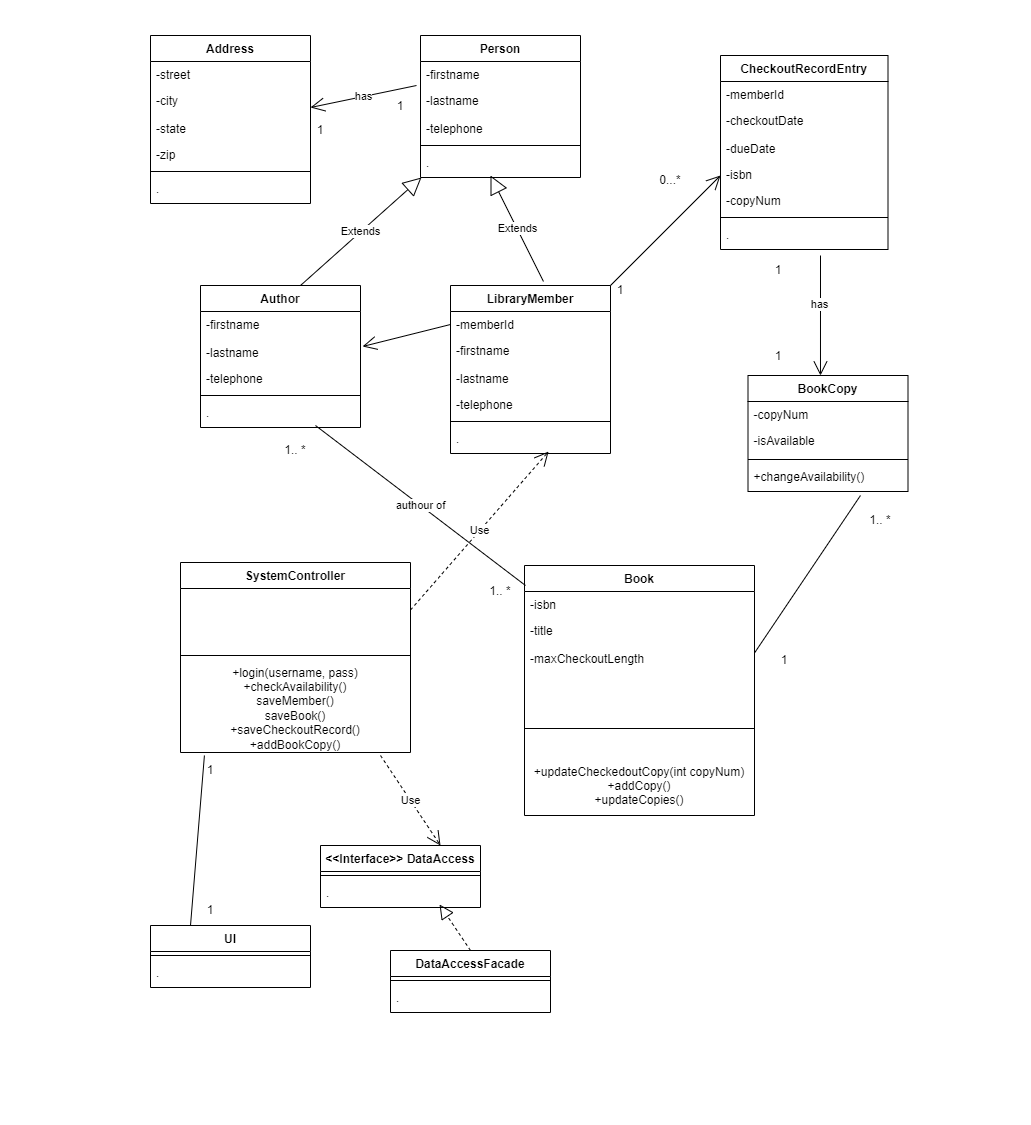 Address
-street
-city
-state
-zip
.
has
1
1
Person
-firstname
-lastname
-telephone
.
CheckoutRecordEntry
-memberId
-checkoutDate
-dueDate
-isbn
-copyNum
.
0...*
1
Extends
Extends
1
has
1
Author
-firstname
-lastname
-telephone
.
LibraryMember
-memberId
-firstname
-lastname
-telephone
.
BookCopy
-copyNum
-isAvailable
+changeAvailability()
1.. *
authour of
1.. *
Use
1.. *
1
SystemController
+login(username, pass)
+checkAvailability()
saveMember()
saveBook()
+saveCheckoutRecord()
+addBookCopy()
Book
-isbn
-title
-maxCheckoutLength
+updateCheckedoutCopy(int copyNum)
+addCopy()
+updateCopies()
1
Use
1
<<Interface>> DataAccess
.
UI
.
DataAccessFacade
.